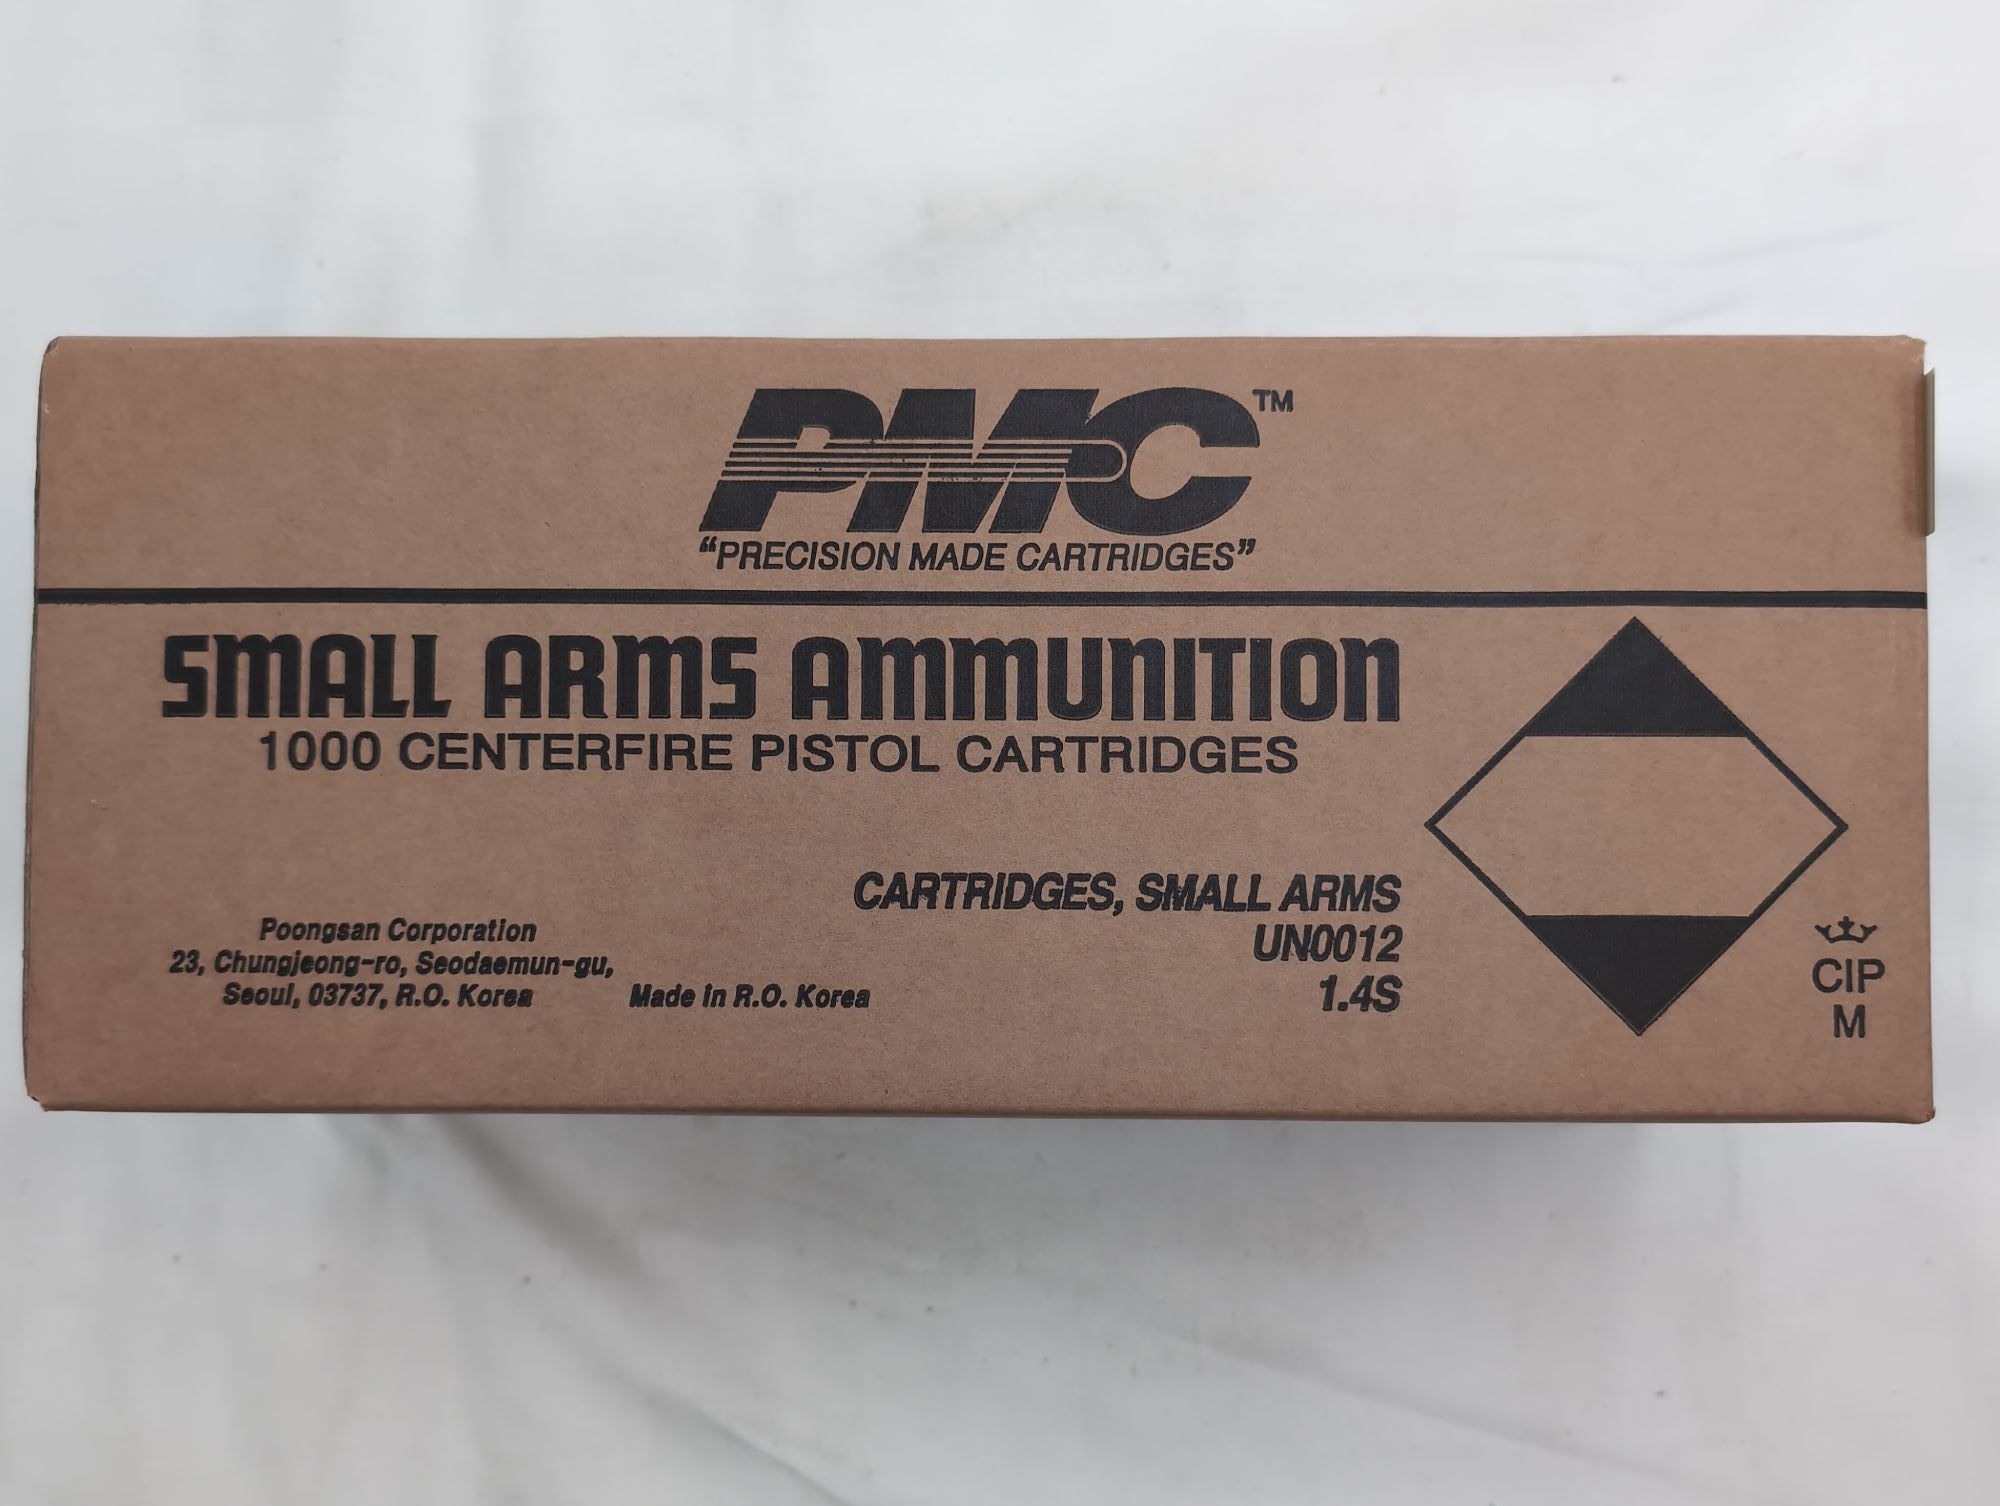 PMC™
“PRECISION MADE CARTRIDGES”
SMALL ARMS AMMUNITION
1000 CENTERFIRE PISTOL CARTRIDGES
CARTRIDGES, SMALL ARMS
UN0012
1.4S
Poongsan Corporation
23, Chungjeong-ro, Seodaemun-gu,
Seoul, 03737, R.O. Korea
Made in R.O. Korea
CIP
M